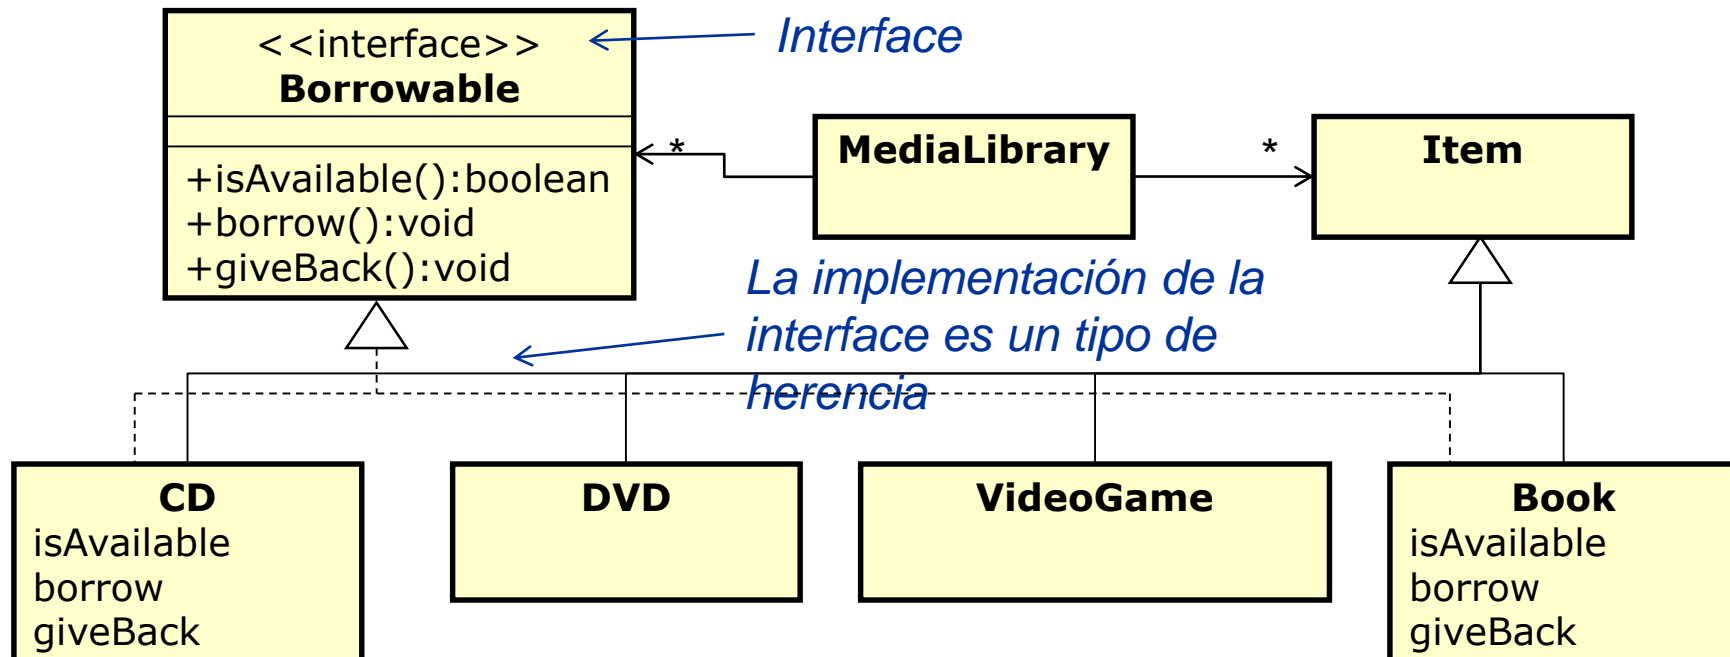 <<interface>>
Borrowable
+isAvailable():boolean
+borrow():void
+giveBack():void
Interface
*
MediaLibrary
*
Item
La implementación de la
interface es un tipo de
herencia
CD
isAvailable
borrow
giveBack
DVD
VideoGame
Book
isAvailable
borrow
giveBack